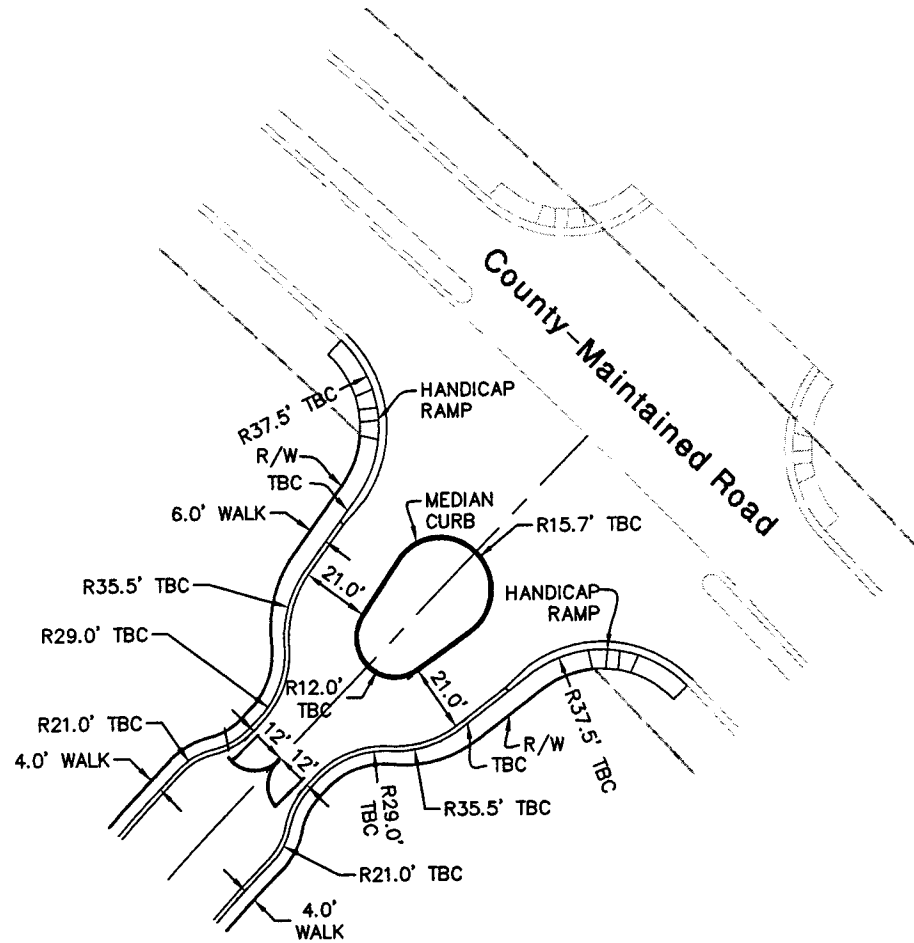 County-Maintained Road
R37.5' TBC
HANDICAP
RAMP
R/W
TBC
6.0' WALK
MEDIAN
CURB
R15.7' TBC
21.0'
R35.5' TBC
HANDICAP
RAMP
R29.0' TBC
R12.0'
TBC
21.0'
R37.5' TBC
R21.0' TBC
12'
12'
R/W
TBC
4.0' WALK
R29.0'
TBC
R35.5' TBC
R21.0' TBC
4.0'
WALK